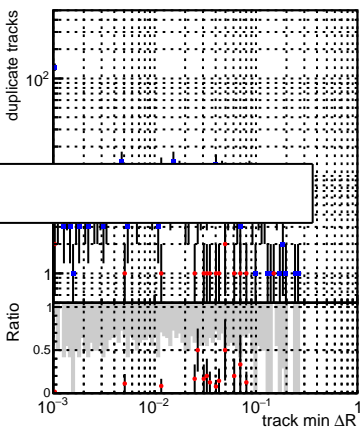 duplicate tracks
10²
1
Ratio
1
0.5
0
10⁻³ 10⁻² 10⁻¹ 1
track min ΔR